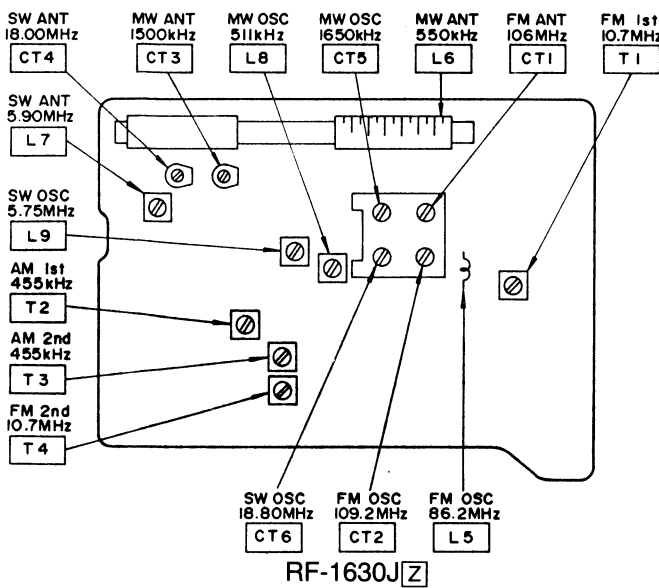 SW ANT
18.00MHz
CT4
MW ANT
1500kHz
CT3
MW OSC
511kHz
L8
MW OSC
1650kHz
CT5
MW ANT
550kHz
L6
FM ANT
106MHz
CT1
FM 1st
10.7MHz
T1
SW ANT
5.90MHz
L7
SW OSC
5.75MHz
L9
AM 1st
455kHz
T2
AM 2nd
455kHz
T3
FM 2nd
10.7MHz
T4
SW OSC
18.80MHz
CT6
FM OSC
109.2MHz
CT2
FM OSC
86.2MHz
L5
RF-1630J Z